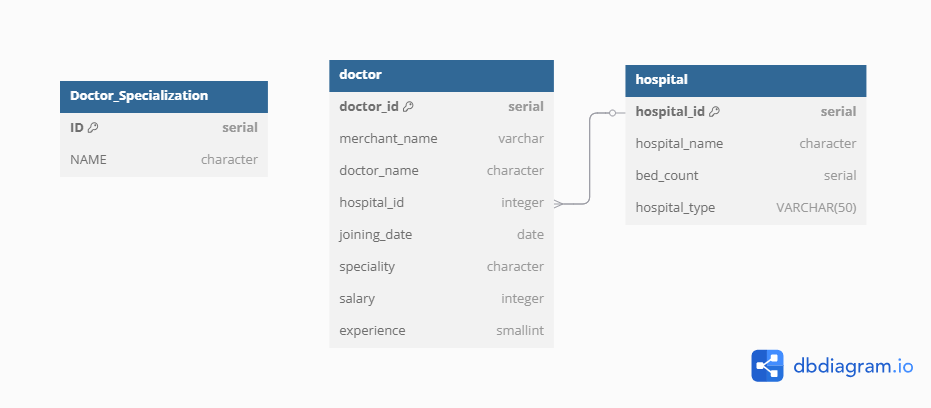 Doctor_Specialization
ID serial
NAME character
doctor
doctor_id serial
merchant_name varchar
doctor_name character
hospital_id integer
joining_date date
speciality character
salary integer
experience smallint
hospital
hospital_id serial
hospital_name character
bed_count serial
hospital_type VARCHAR(50)
dbdiagram.io